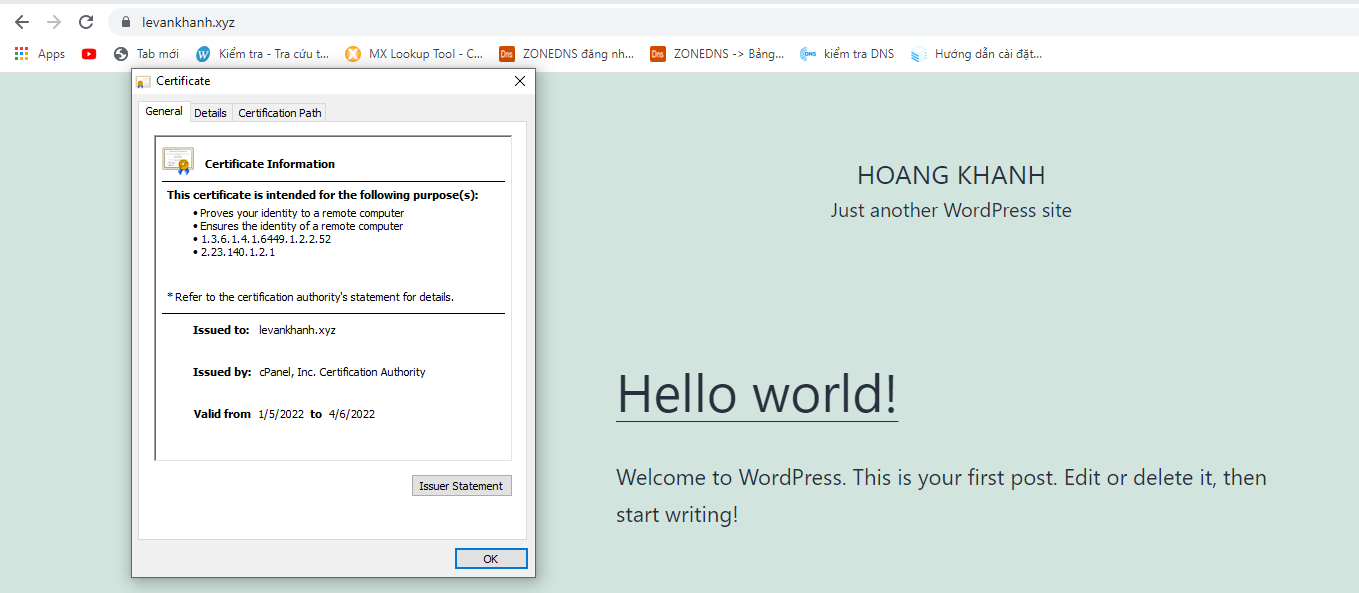 levankhanh.xyz
Apps
Tab mới
Kiểm tra - Tra cứu t...
MX Lookup Tool - C...
Dns ZONEDNS đăng nh...
Dns ZONEDNS -> Bảng...
DNS kiểm tra DNS
Hướng dẫn cài đặt...
Certificate
General Details Certification Path
Certificate Information
This certificate is intended for the following purpose(s):
• Proves your identity to a remote computer
• Ensures the identity of a remote computer
• 1.3.6.1.4.1.6449.1.2.2.52
• 2.23.140.1.2.1
* Refer to the certification authority's statement for details.
Issued to: levankhanh.xyz
Issued by: cPanel, Inc. Certification Authority
Valid from 1/5/2022 to 4/6/2022
Issuer Statement
OK
HOANG KHANH
Just another WordPress site
Hello world!
Welcome to WordPress. This is your first post. Edit or delete it, then
start writing!